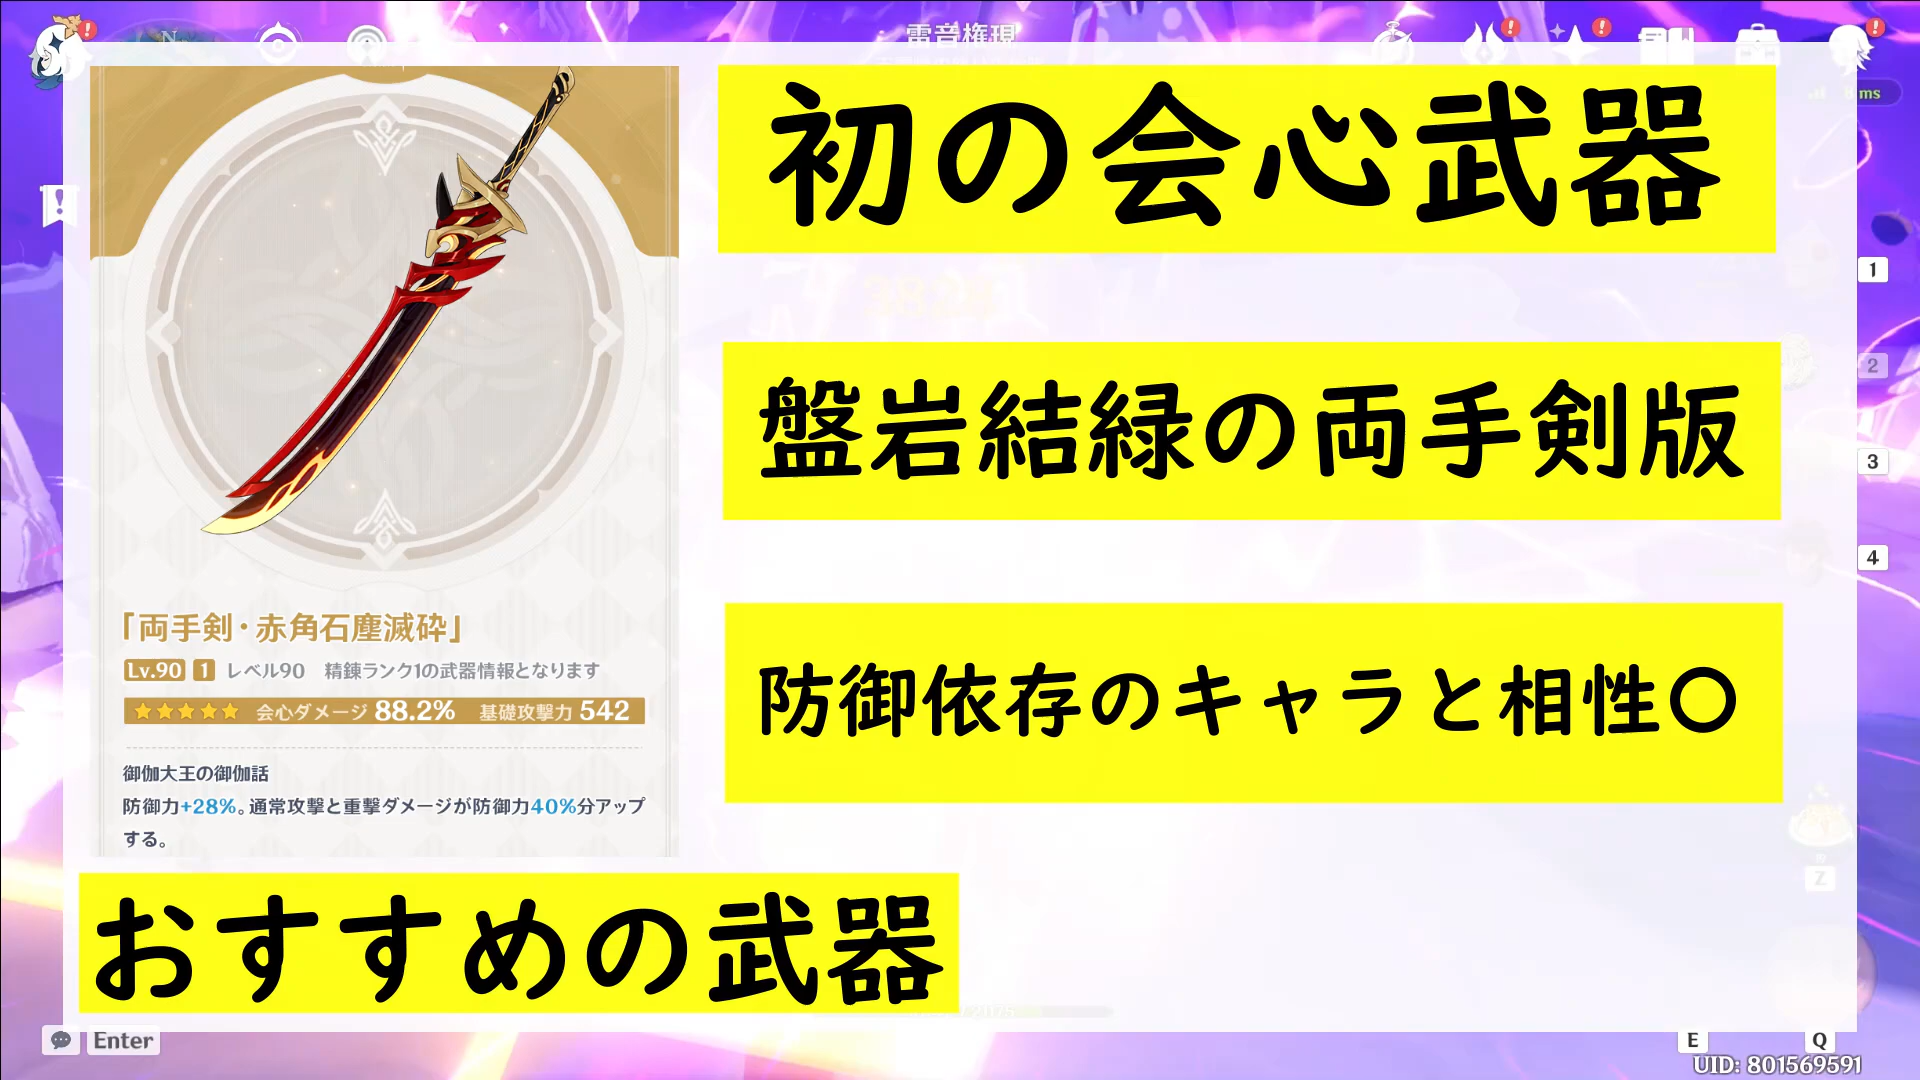 雷音権現
初の会心武器
盤岩結緑の両手剣版
防御依存のキャラと相性〇
「両手剣・赤角石塵滅砕」
Lv.90 1 レベル90 精錬ランク1の武器情報となります
会心ダメージ 88.2% 基礎攻撃力 542
御伽大王の御伽話
防御力+28%。通常攻撃と重撃ダメージが防御力40%分アップ
する。
おすすめの武器
N
ms
1
2
3
4
Z
Enter
E
Q
UID: 801569591